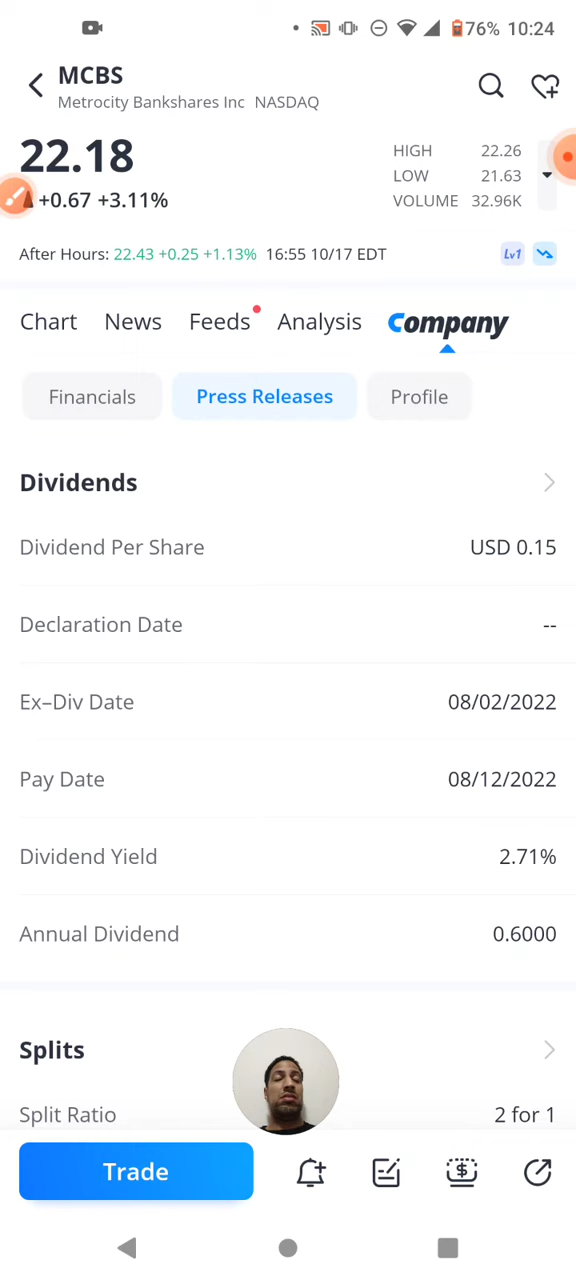 76% 10:24
MCBS
Metrocity Bankshares Inc NASDAQ
22.18
+0.67 +3.11%
HIGH 22.26
LOW 21.63
VOLUME 32.96K
After Hours: 22.43 +0.25 +1.13% 16:55 10/17 EDT
Lv1
Chart News Feeds Analysis Company
Financials Press Releases Profile
Dividends
Dividend Per Share USD 0.15
Declaration Date --
Ex-Div Date 08/02/2022
Pay Date 08/12/2022
Dividend Yield 2.71%
Annual Dividend 0.6000
Splits
Split Ratio 2 for 1
Trade